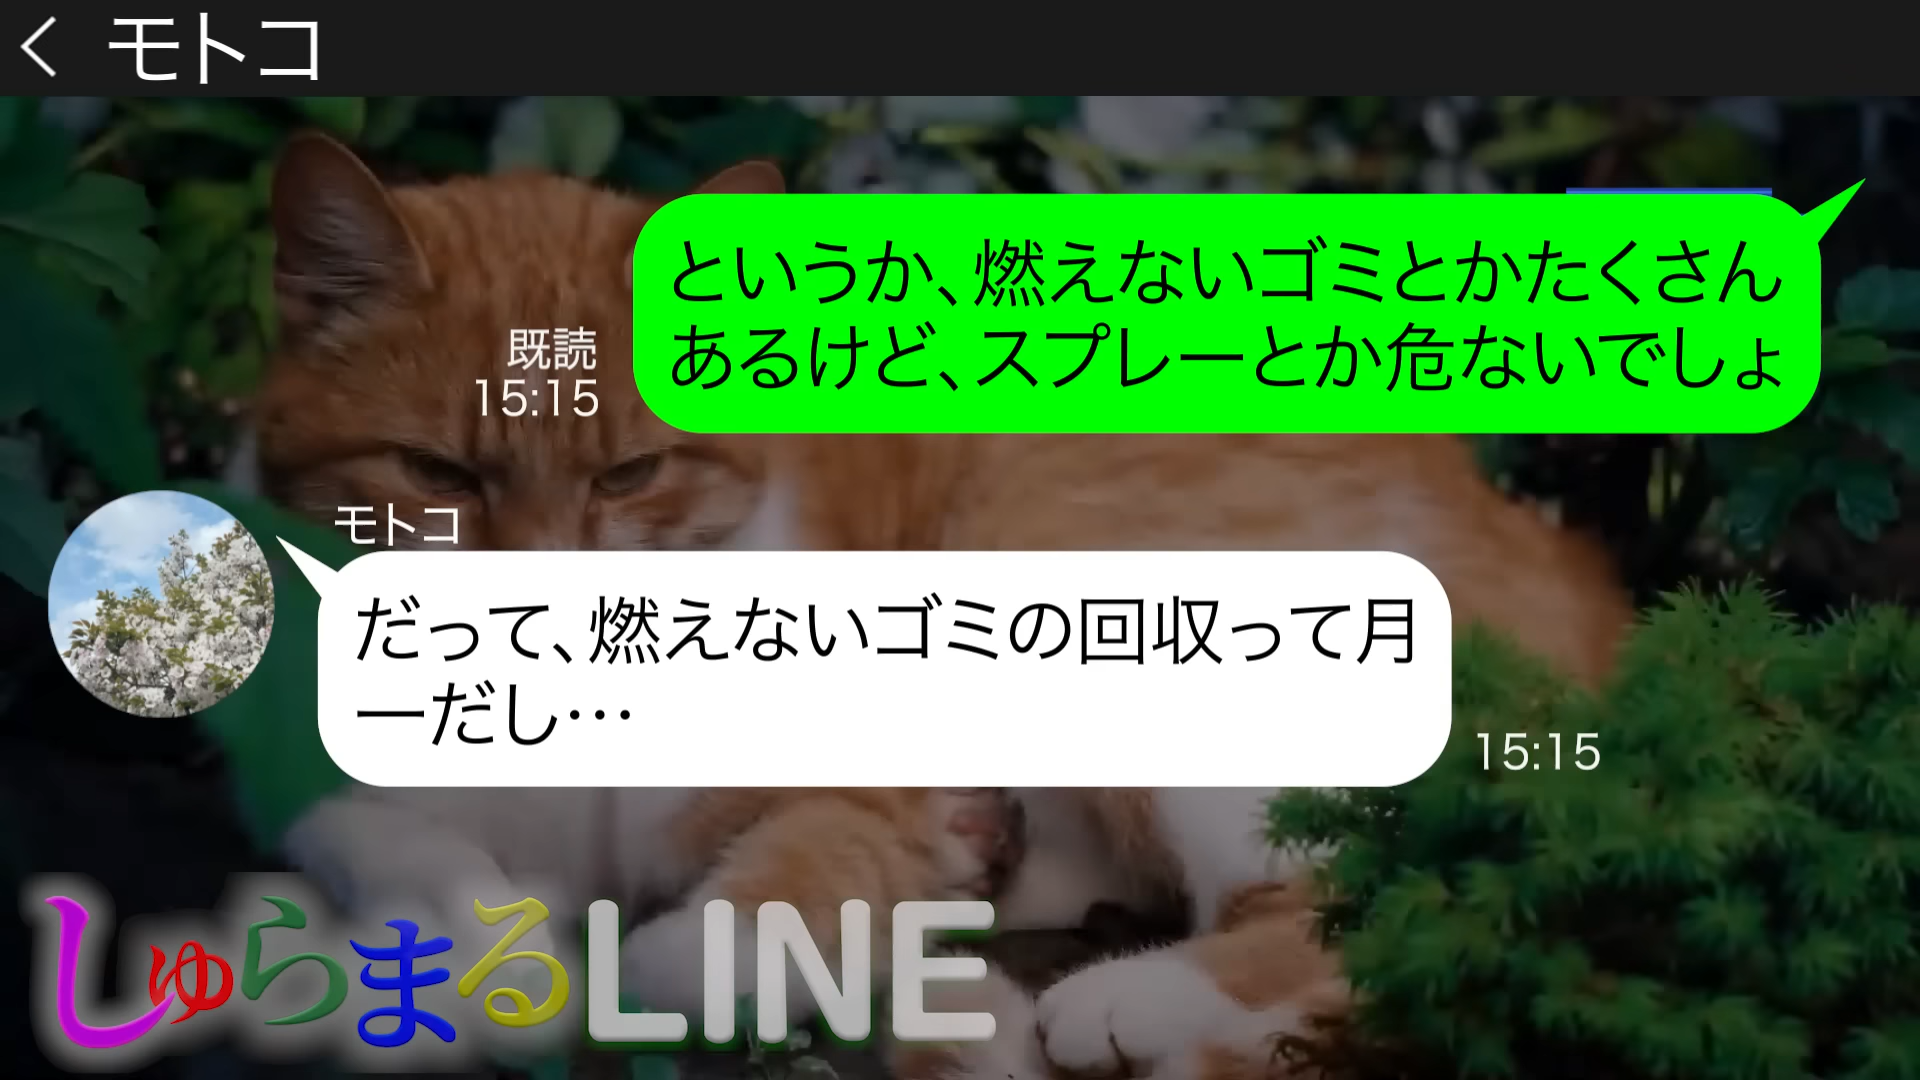 モトコ
というか、燃えないゴミとかたくさん
あるけど、スプレーとか危ないでしょ
既読
15:15
モトコ
だって、燃えないゴミの回収って月
一だし…
15:15
しゅらまるLINE